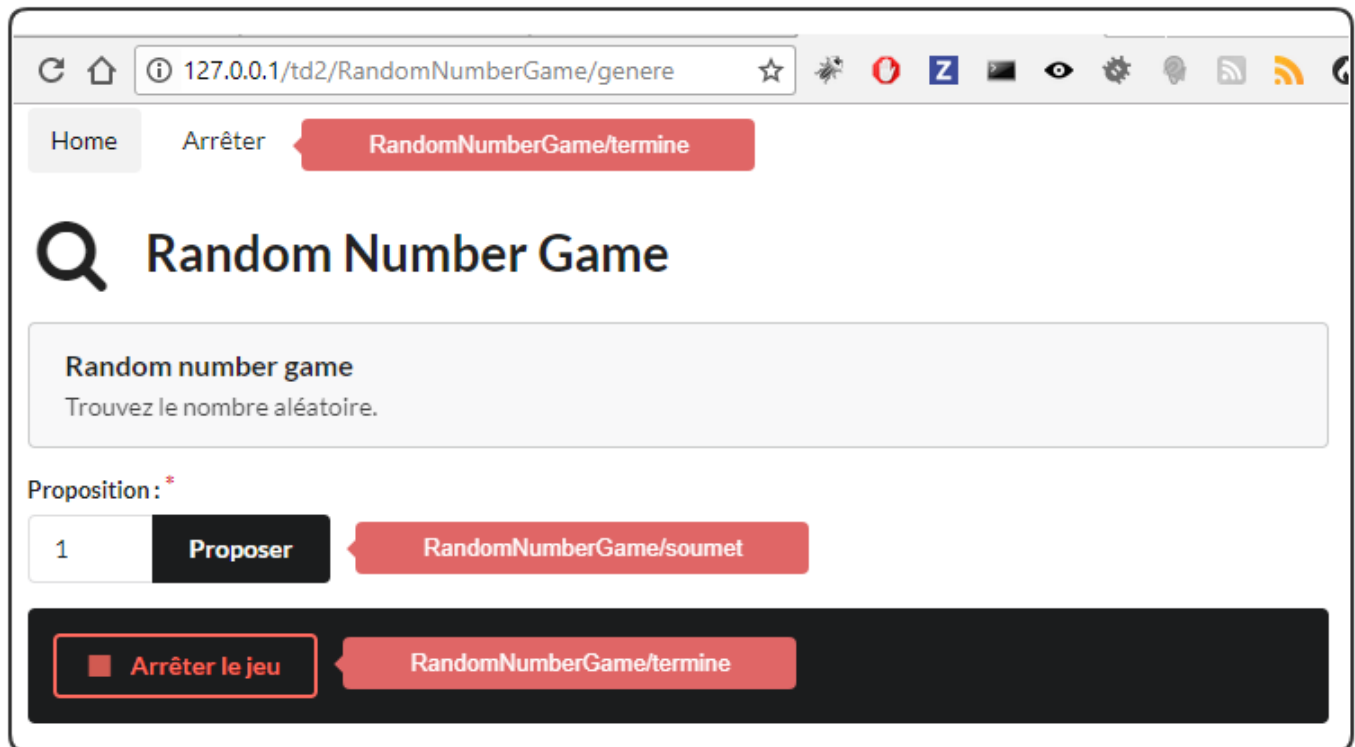 127.0.0.1/td2/RandomNumberGame/genere
Z
Home Arrêter RandomNumberGame/termine
Random Number Game
Random number game
Trouvez le nombre aléatoire.
Proposition : *
1 Proposer RandomNumberGame/soumet
Arrêter le jeu RandomNumberGame/termine